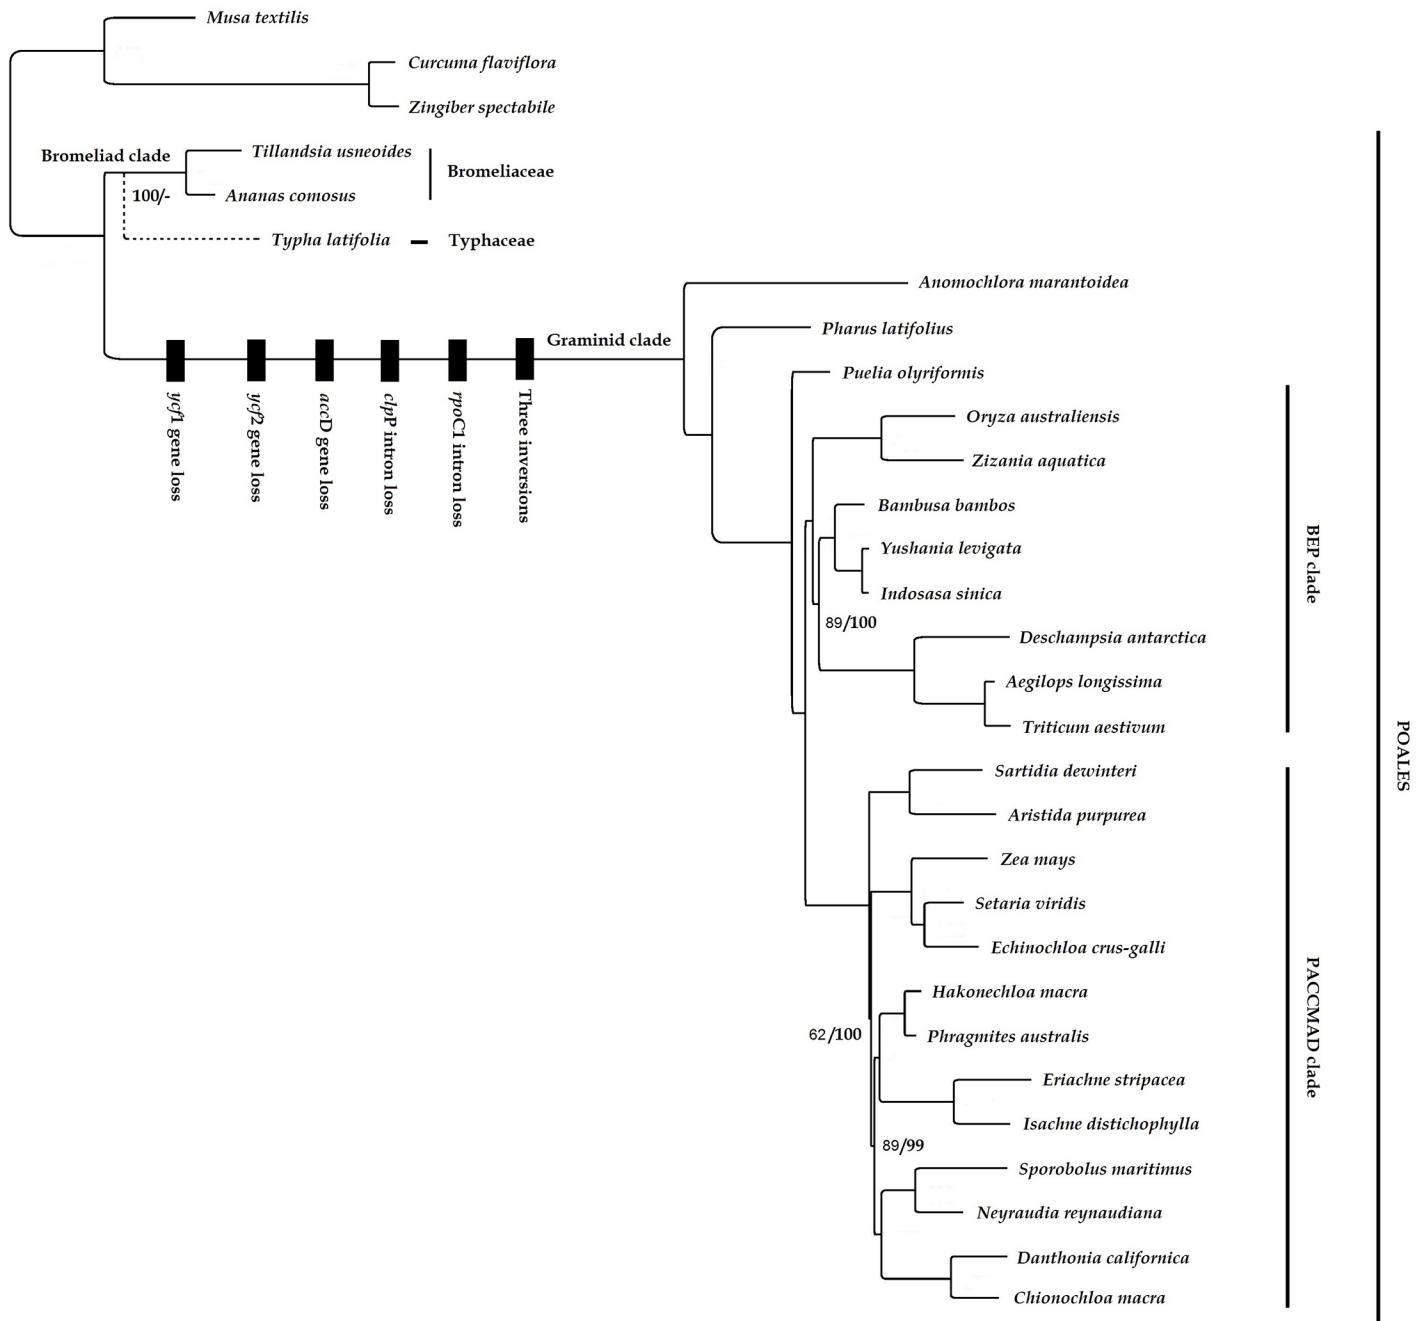 Musa textilis
Curcuma flaviflora
Zingiber spectabile
Bromeliad clade
Tillandsia usneoides
Bromeliaceae
100/-
Ananas comosus
Typha latifolia
Typhaceae
Anomochlora marantoidea
Graminid clade
Pharus latifolius
Puelia olyriformis
ycf1 gene loss
ycf2 gene loss
accD gene loss
clpP intron loss
rpoC1 intron loss
Three inversions
Oryza australiensis
Zizania aquatica
Bambusa bambos
Yushania levigata
Indosasa sinica
BEP clade
89/100
Deschampsia antarctica
Aegilops longissima
Triticum aestivum
POALES
Sartidia dewinteri
Aristida purpurea
Zea mays
Setaria viridis
Echinochloa crus-galli
Hakonechloa macra
62/100
Phragmites australis
PACCMAD clade
Eriachne stripacea
Isachne distichophylla
89/99
Sporobolus maritimus
Neyraudia reynaudiana
Danthonia californica
Chionochloa macra